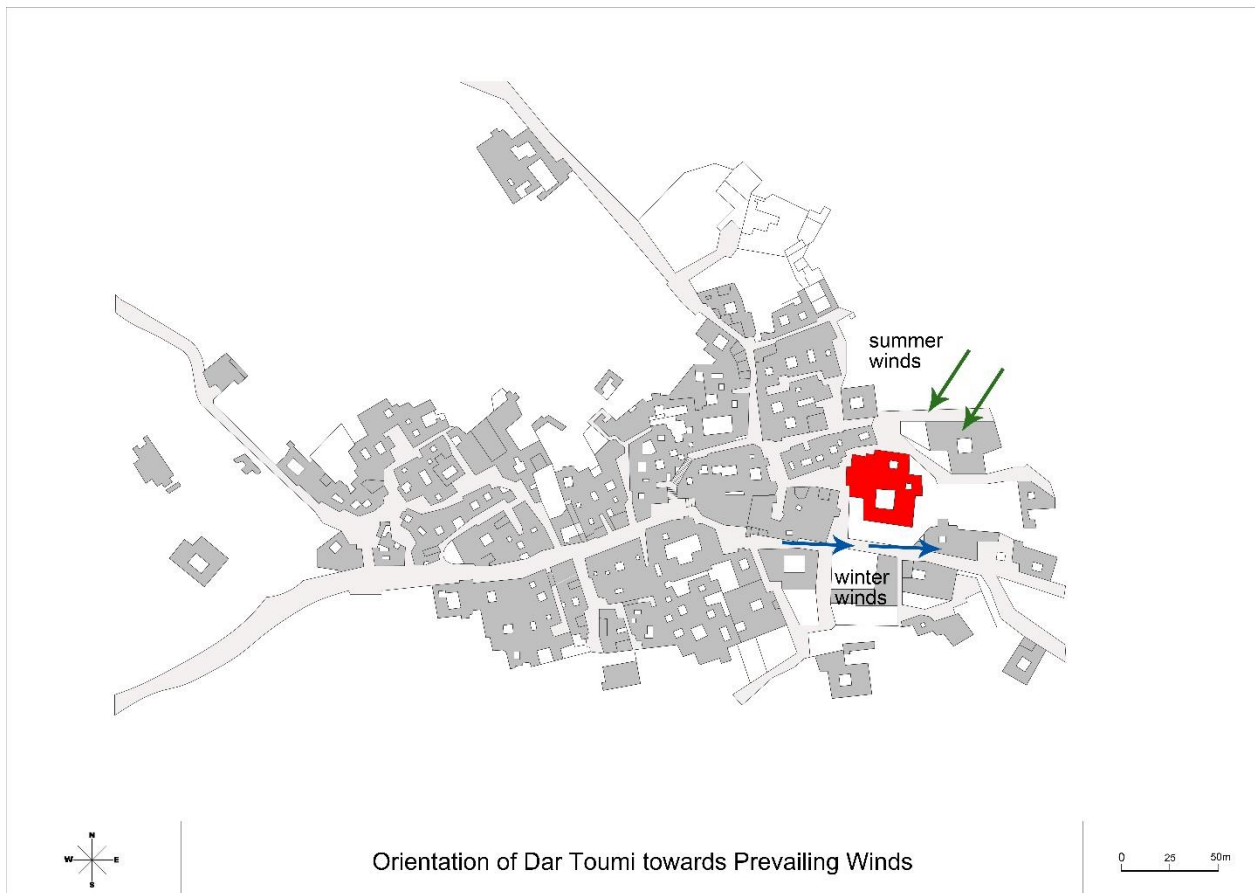 summer
winds
winter
winds
N
W E
S
Orientation of Dar Toumi towards Prevailing Winds
0 25 50m